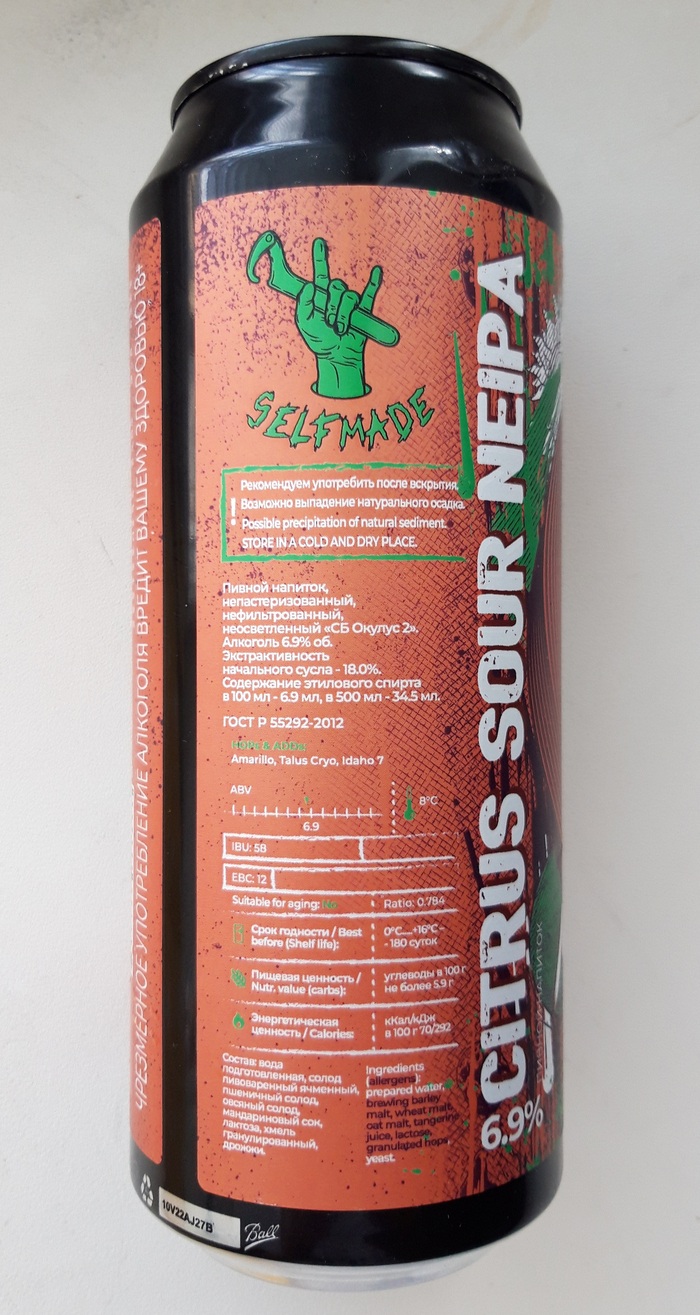 ЧРЕЗМЕРНОЕ УПОТРЕБЛЕНИЕ АЛКОГОЛЯ ВРЕДИТ ВАШЕМУ ЗДОРОВЬЮ 18+
SELFMADE
!
Рекомендуем употребить после вскрытия.
Возможно выпадение натурального осадка.
Possible precipitation of natural sediment.
STORE IN A COLD AND DRY PLACE.
Пивной напиток,
непастеризованный,
нефильтрованный,
неосветленный «СБ Окулус 2».
Алкоголь 6.9% об.
Экстрактивность
начального сусла - 18.0%.
Содержание этилового спирта
в 100 мл - 6.9 мл, в 500 мл - 34.5 мл.
ГОСТ Р 55292-2012
HOPS & ADDS:
Amarillo, Talus Cryo, Idaho 7
ABV
6.9
8°C
IBU: 58
EBC: 12
Suitable for aging: No
Ratio: 0.784
Срок годности / Best
before (Shelf life):
0°C...+16°C -
- 180 суток
Пищевая ценность /
Nutr. value (carbs):
углеводы в 100 г
не более 5.9 г
Энергетическая
ценность / Calories:
кКал/кДж
в 100 г 70/292
Состав: вода
подготовленная, солод
пивоваренный ячменный,
пшеничный солод,
овсяный солод,
мандариновый сок,
лактоза, хмель
гранулированный,
дрожжи.
Ingredients
(allergens):
prepared water,
brewing barley
malt, wheat malt,
oat malt, tangerine
juice, lactose,
granulated hops,
yeast.
CITRUS SOUR NEIPA
6.9%
ПИВНОЙ НАПИТОК
10V22AJ27B
Ball